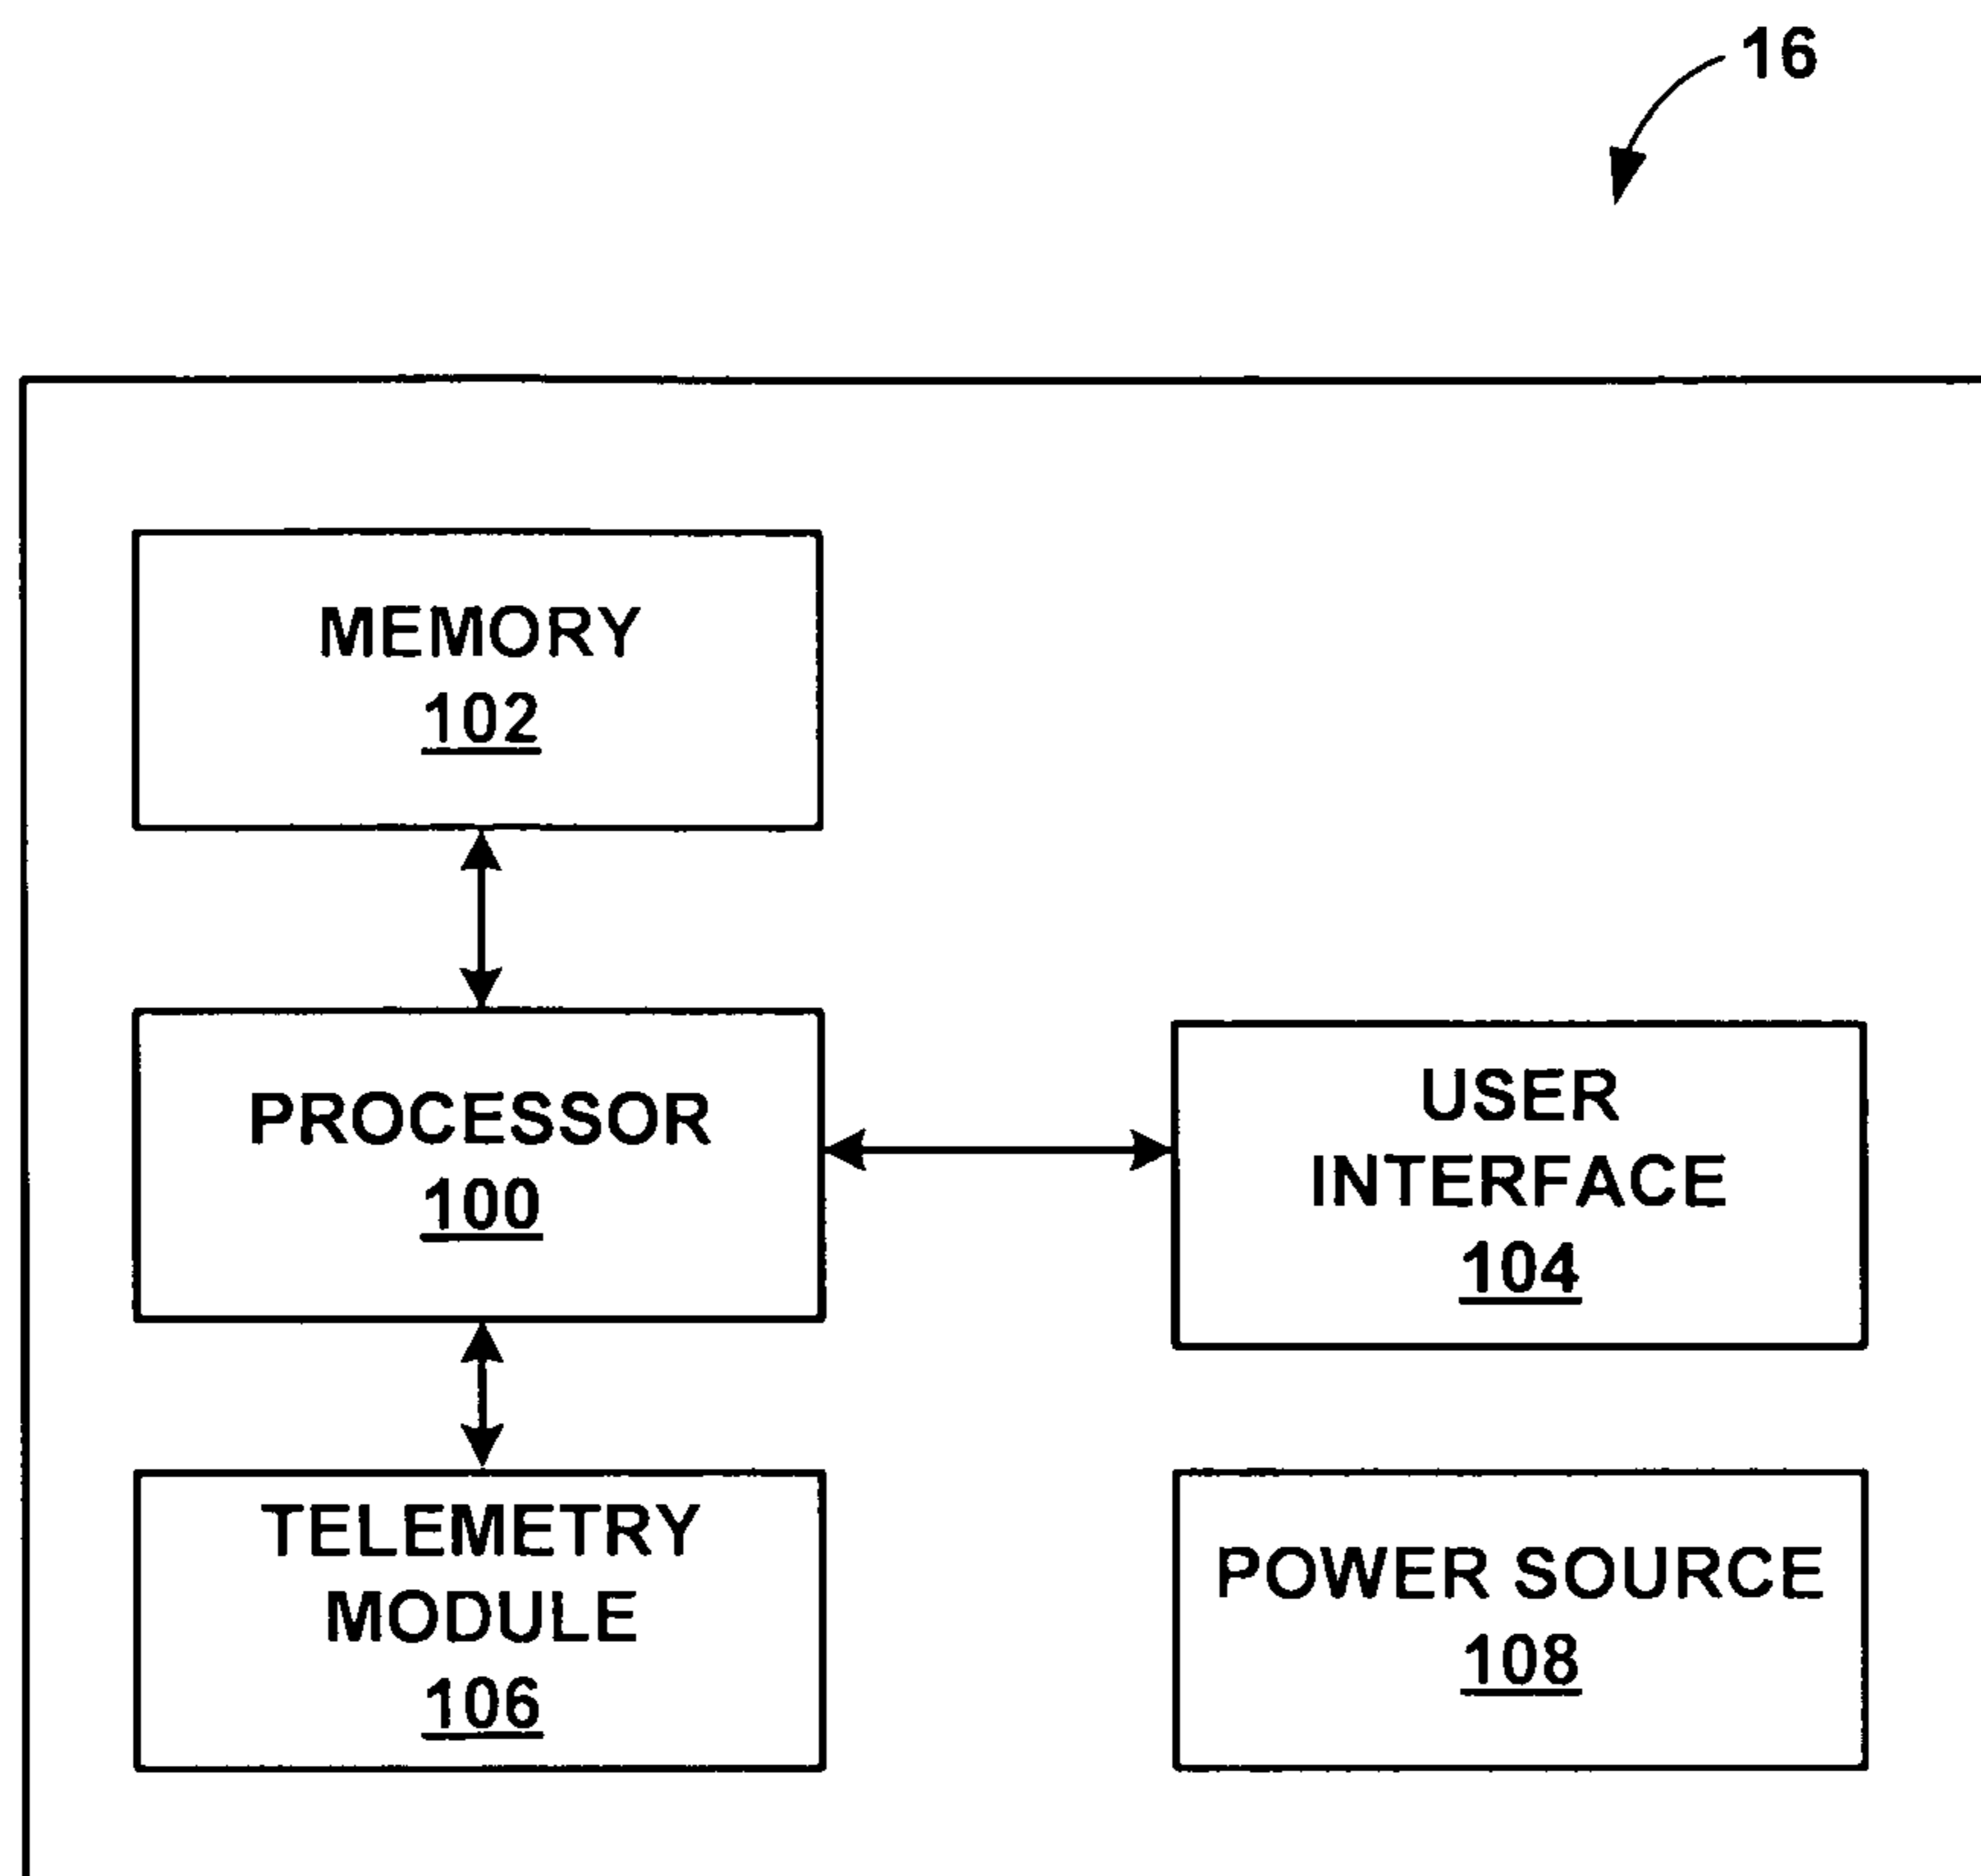 16
MEMORY
102
PROCESSOR
100
USER
INTERFACE
104
TELEMETRY
MODULE
106
POWER SOURCE
108